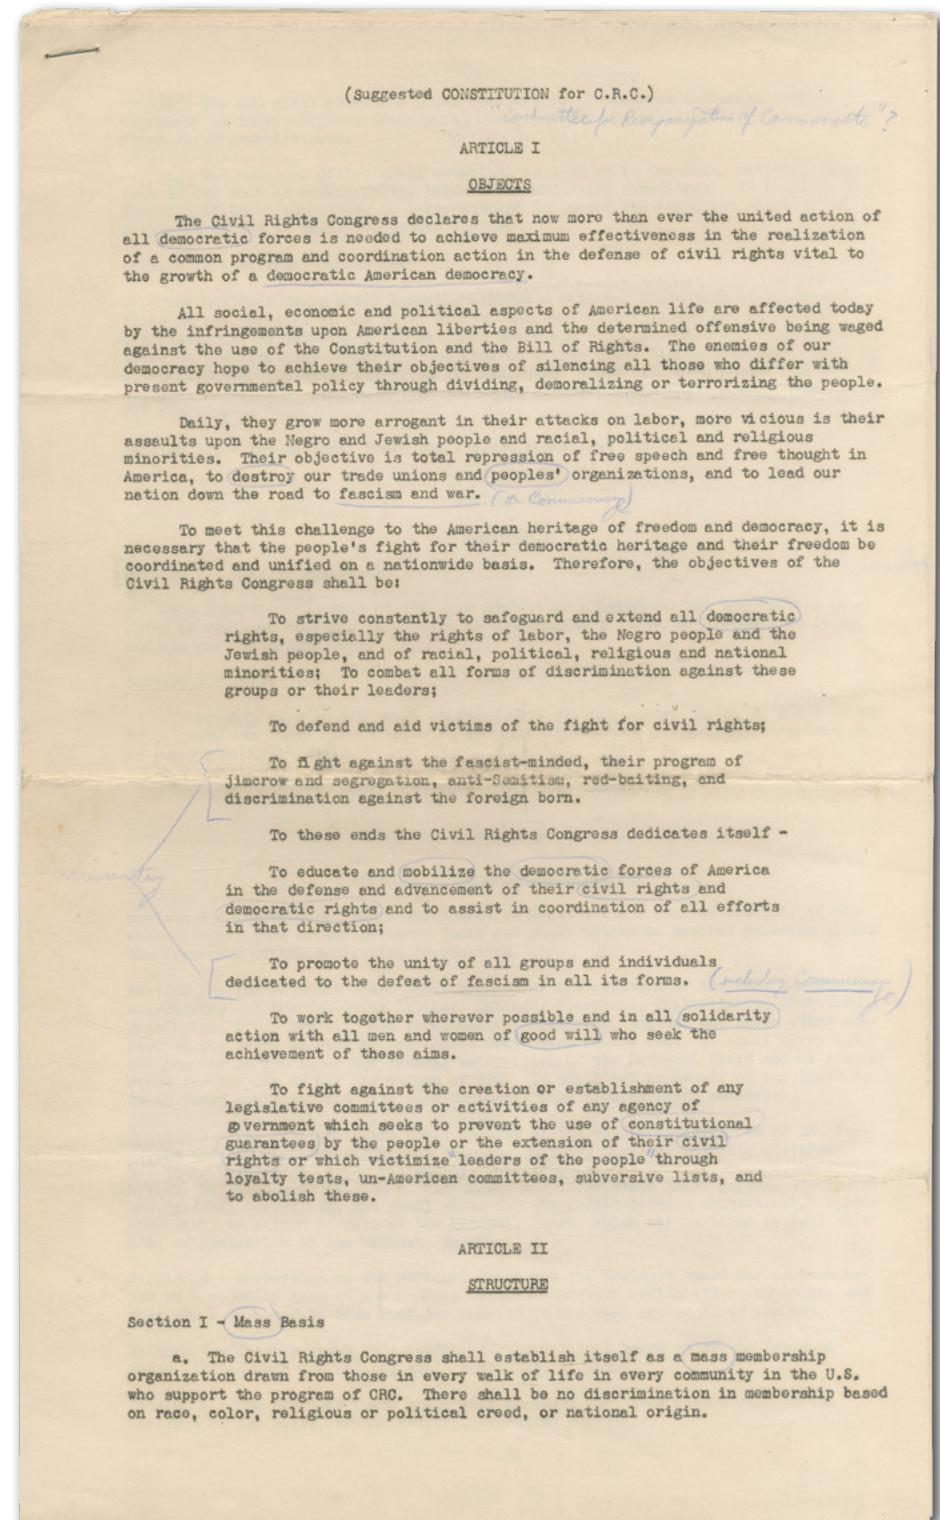 (Suggested CONSTITUTION for C.R.C.)
"Committee for Reorganization of Communists"?
ARTICLE I
OBJECTS
The Civil Rights Congress declares that now more than ever the united action of
all democratic forces is needed to achieve maximum effectiveness in the realization
of a common program and coordination action in the defense of civil rights vital to
the growth of a democratic American democracy.
All social, economic and political aspects of American life are affected today
by the infringements upon American liberties and the determined offensive being waged
against the use of the Constitution and the Bill of Rights. The enemies of our
democracy hope to achieve their objectives of silencing all those who differ with
present governmental policy through dividing, demoralizing or terrorizing the people.
Daily, they grow more arrogant in their attacks on labor, more vicious is their
assaults upon the Negro and Jewish people and racial, political and religious
minorities. Their objective is total repression of free speech and free thought in
America, to destroy our trade unions and peoples' organizations, and to lead our
nation down the road to fascism and war. (or Communism)
To meet this challenge to the American heritage of freedom and democracy, it is
necessary that the people's fight for their democratic heritage and their freedom be
coordinated and unified on a nationwide basis. Therefore, the objectives of the
Civil Rights Congress shall be:
To strive constantly to safeguard and extend all democratic
rights, especially the rights of labor, the Negro people and the
Jewish people, and of racial, political, religious and national
minorities; To combat all forms of discrimination against these
groups or their leaders;
To defend and aid victims of the fight for civil rights;
To fight against the fascist-minded, their program of
jimcrow and segregation, anti-Semitism, red-baiting, and
discrimination against the foreign born.
To these ends the Civil Rights Congress dedicates itself -
To educate and mobilize the democratic forces of America
in the defense and advancement of their civil rights and
democratic rights and to assist in coordination of all efforts
in that direction;
To promote the unity of all groups and individuals
dedicated to the defeat of fascism in all its forms. (including Communism)
To work together wherever possible and in all solidarity
action with all men and women of good will who seek the
achievement of these aims.
To fight against the creation or establishment of any
legislative committees or activities of any agency of
government which seeks to prevent the use of constitutional
guarantees by the people or the extension of their civil
rights or which victimize "leaders of the people" through
loyalty tests, un-American committees, subversive lists, and
to abolish these.
ARTICLE II
STRUCTURE
Section I - Mass Basis
a. The Civil Rights Congress shall establish itself as a mass membership
organization drawn from those in every walk of life in every community in the U.S.
who support the program of CRC. There shall be no discrimination in membership based
on race, color, religious or political creed, or national origin.